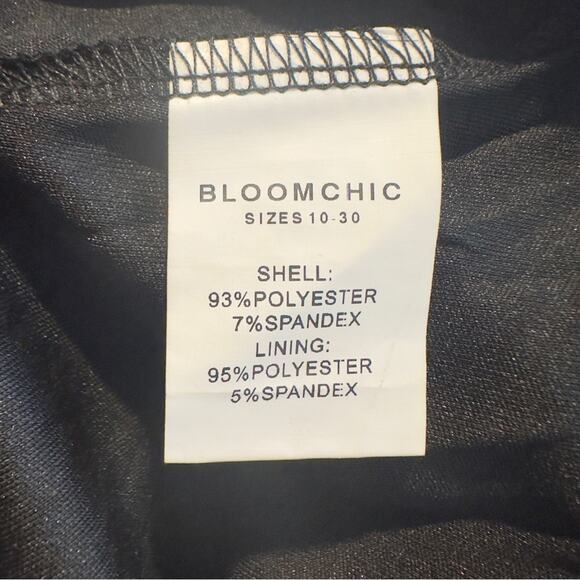 BLOOMCHIC
SIZES 10-30
SHELL:
93%POLYESTER
7%SPANDEX
LINING:
95%POLYESTER
5%SPANDEX